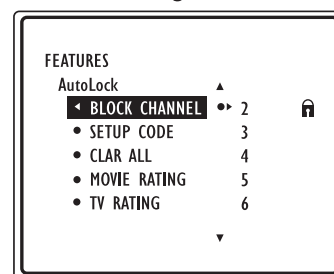 FEATURES
AutoLock
BLOCK CHANNEL 2
SETUP CODE 3
CLAR ALL 4
MOVIE RATING 5
TV RATING 6